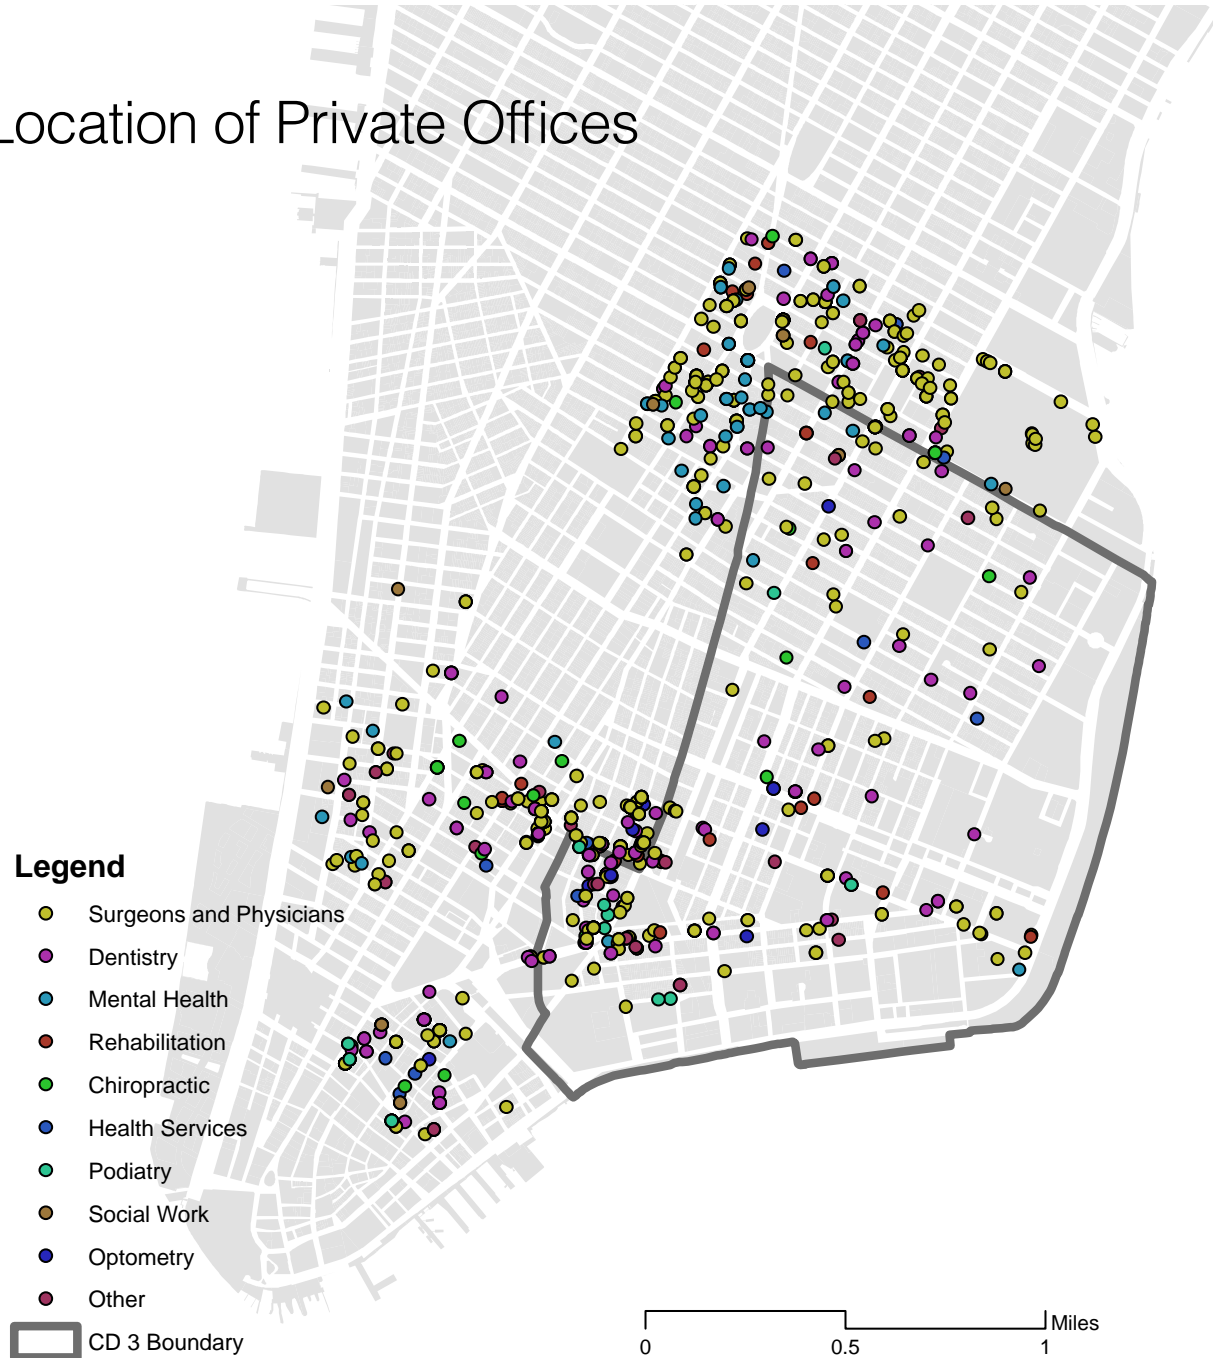 Location of Private Offices
Legend
Surgeons and Physicians
Dentistry
Mental Health
Rehabilitation
Chiropractic
Health Services
Podiatry
Social Work
Optometry
Other
CD 3 Boundary
Miles
0 0.5 1